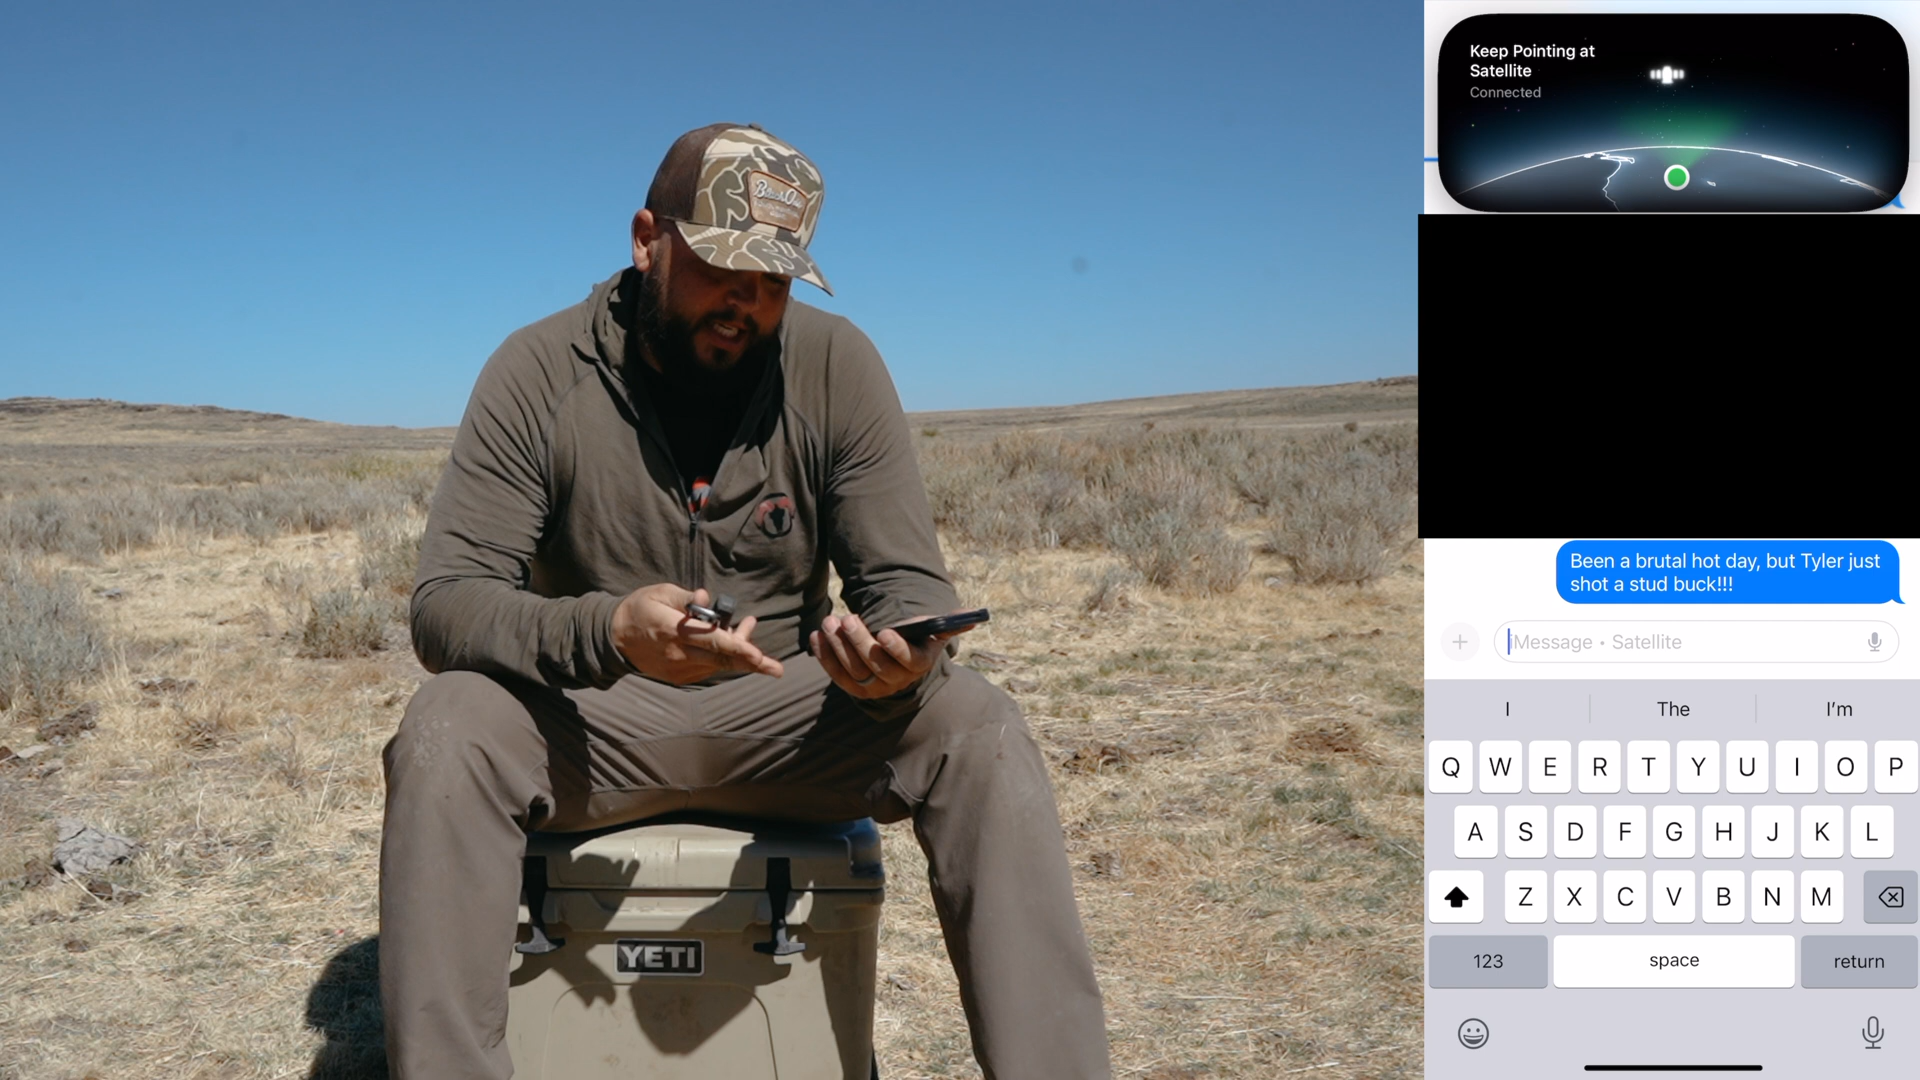 Keep Pointing at
Satellite
Connected
Been a brutal hot day, but Tyler just
shot a stud buck!!!
iMessage • Satellite
I The I'm
Q W E R T Y U I O P
A S D F G H J K L
Z X C V B N M
123 space return
YETI